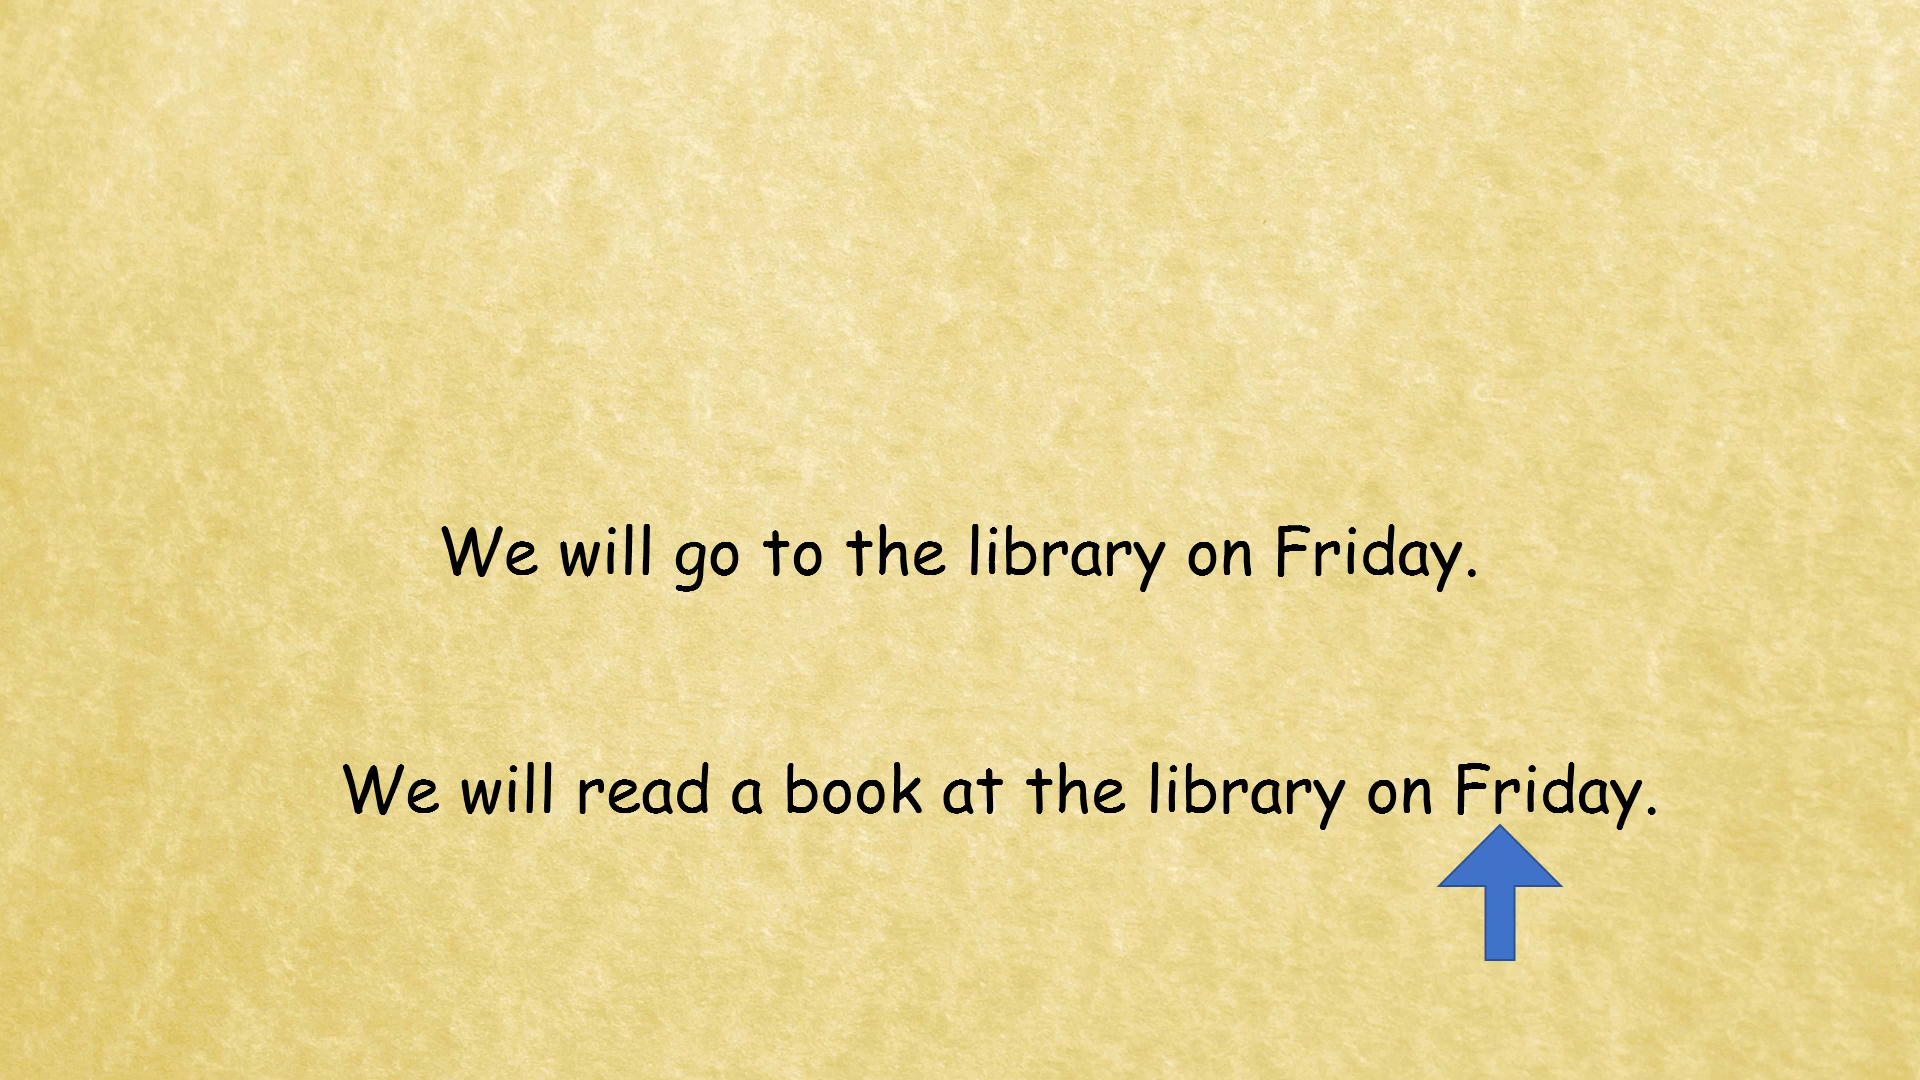 We will go to the library on Friday.
We will read a book at the library on Friday.